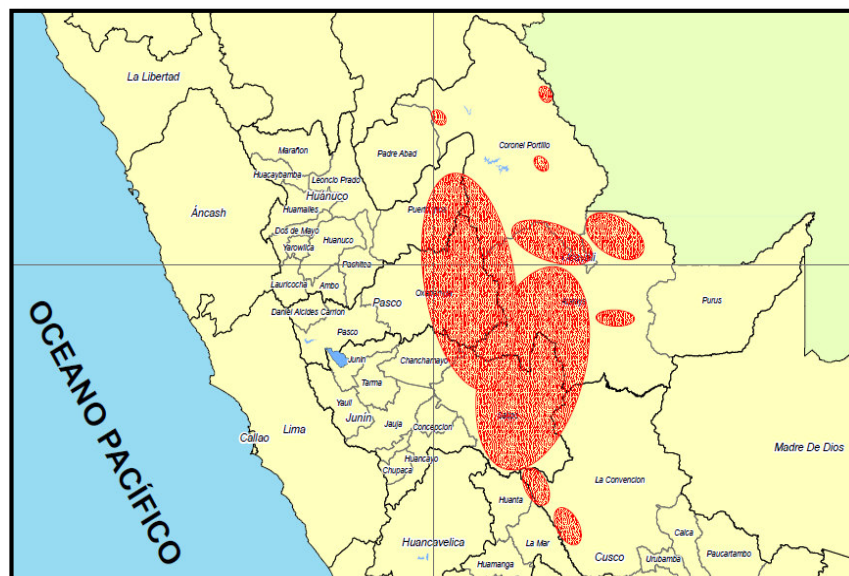 La Libertad
Marañon
Huacaybamba
Leoncio Prado
Huánuco
Huamalies
Padre Abad
Coronel Portillo
Áncash
Dos de Mayo
Yarowilca
Huanuco
Pachitea
Lauricocha
Ambo
Purus
Daniel Alcides Carrion
Pasco
Pasco
Junin
Chanchamayo
Tarma
Yauli
Junín
Jauja
Concepcion
Satipo
Lima
Callao
Huancayo
Chupaca
Madre De Dios
La Convencion
Huanta
Huancavelica
La Mar
Huamanga
Cusco
Calca
Urubamba
Paucartambo
OCEANO PACÍFICO